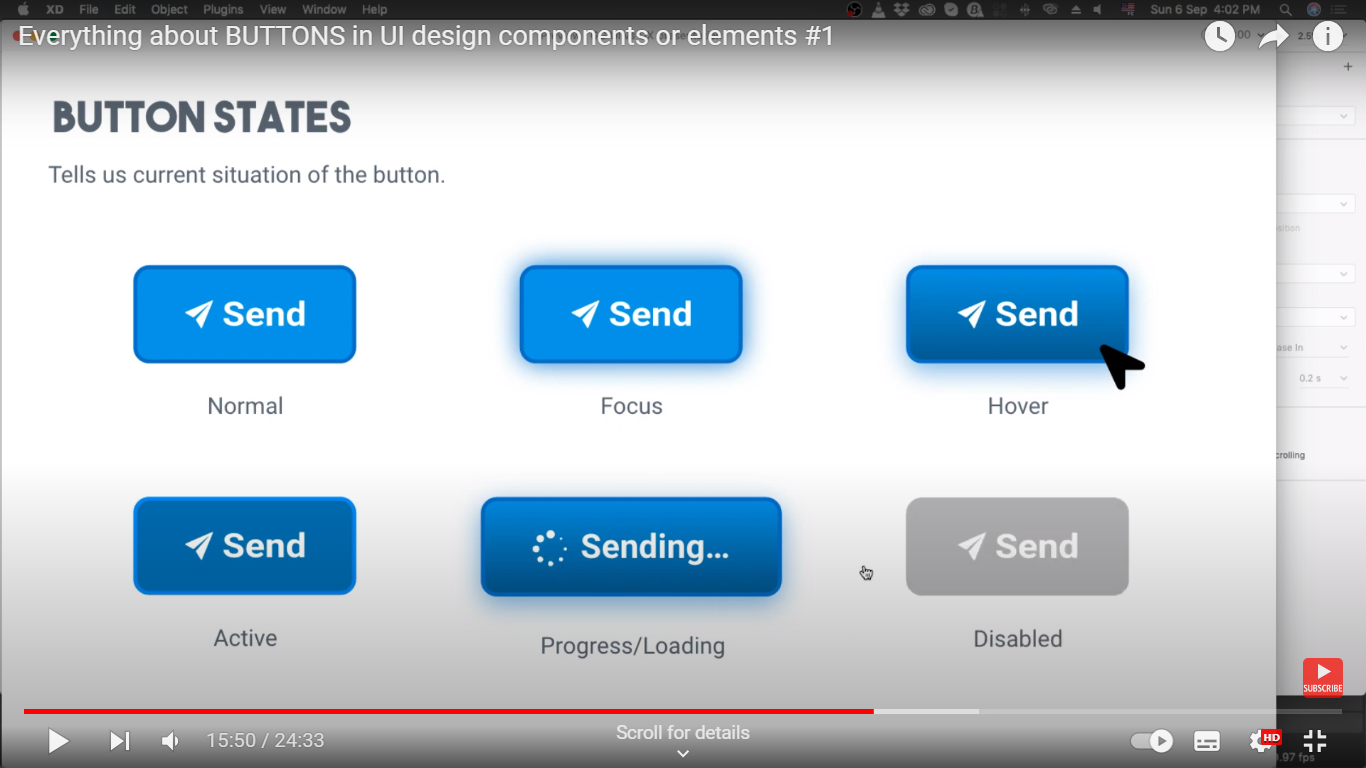 XD File Edit Object Plugins View Window Help Sun 6 Sep 4:02 PM
Everything about BUTTONS in UI design components or elements #1
BUTTON STATES
Tells us current situation of the button.
Send Send Send
Normal Focus Hover
ase In
0.2 s
crolling
Send Sending... Send
Active Progress/Loading Disabled
SUBSCRIBE
15:50 / 24:33
Scroll for details
HD
.97 fps